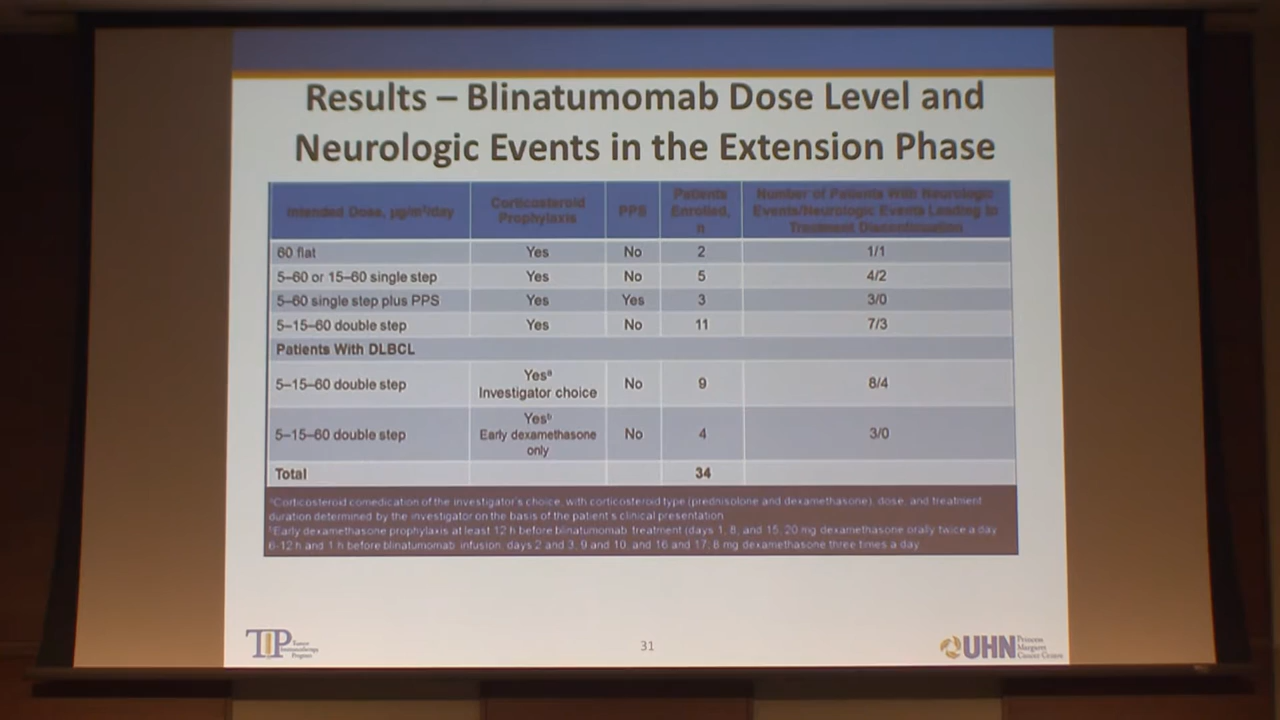 Results – Blinatumomab Dose Level and
Neurologic Events in the Extension Phase
Intended Dose, µg/m²/day
Corticosteroid
Prophylaxis
PPS
Patients
Enrolled,
n
Number of Patients With Neurologic
Events/Neurologic Events Leading to
Treatment Discontinuation
60 flat Yes No 2 1/1
5–60 or 15–60 single step Yes No 5 4/2
5–60 single step plus PPS Yes Yes 3 3/0
5–15–60 double step Yes No 11 7/3
Patients With DLBCL
5–15–60 double step Yesᵃ
Investigator choice No 9 8/4
5–15–60 double step Yesᵇ
Early dexamethasone
only No 4 3/0
Total 34
ᵃCorticosteroid comedication of the investigator's choice, with corticosteroid type (prednisolone and dexamethasone), dose, and treatment
duration determined by the investigator on the basis of the patient's clinical presentation
ᵇEarly dexamethasone prophylaxis at least 12 h before blinatumomab treatment (days 1, 8, and 15, 20 mg dexamethasone orally twice a day
6-12 h and 1 h before blinatumomab infusion; days 2 and 3, 9 and 10, and 16 and 17; 8 mg dexamethasone three times a day
TIP Tumor
Immunotherapy
Program
31
UHN Princess
Margaret
Cancer Centre